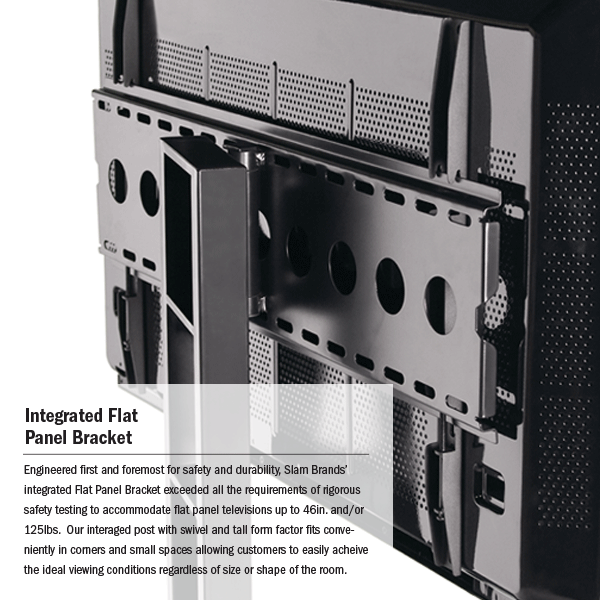 Integrated Flat
Panel Bracket
Engineered first and foremost for safety and durability, Slam Brands'
integrated Flat Panel Bracket exceeded all the requirements of rigorous
safety testing to accommodate flat panel televisions up to 46in. and/or
125lbs. Our interaged post with swivel and tall form factor fits conve-
niently in corners and small spaces allowing customers to easily acheive
the ideal viewing conditions regardless of size or shape of the room.